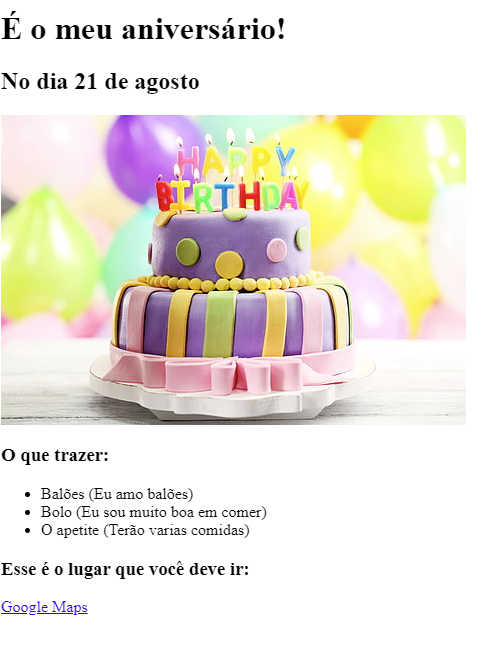 É o meu aniversário!
No dia 21 de agosto
HAPPY
BIRTHDAY
O que trazer:
Balões (Eu amo balões)
Bolo (Eu sou muito boa em comer)
O apetite (Terão varias comidas)
Esse é o lugar que você deve ir:
Google Maps